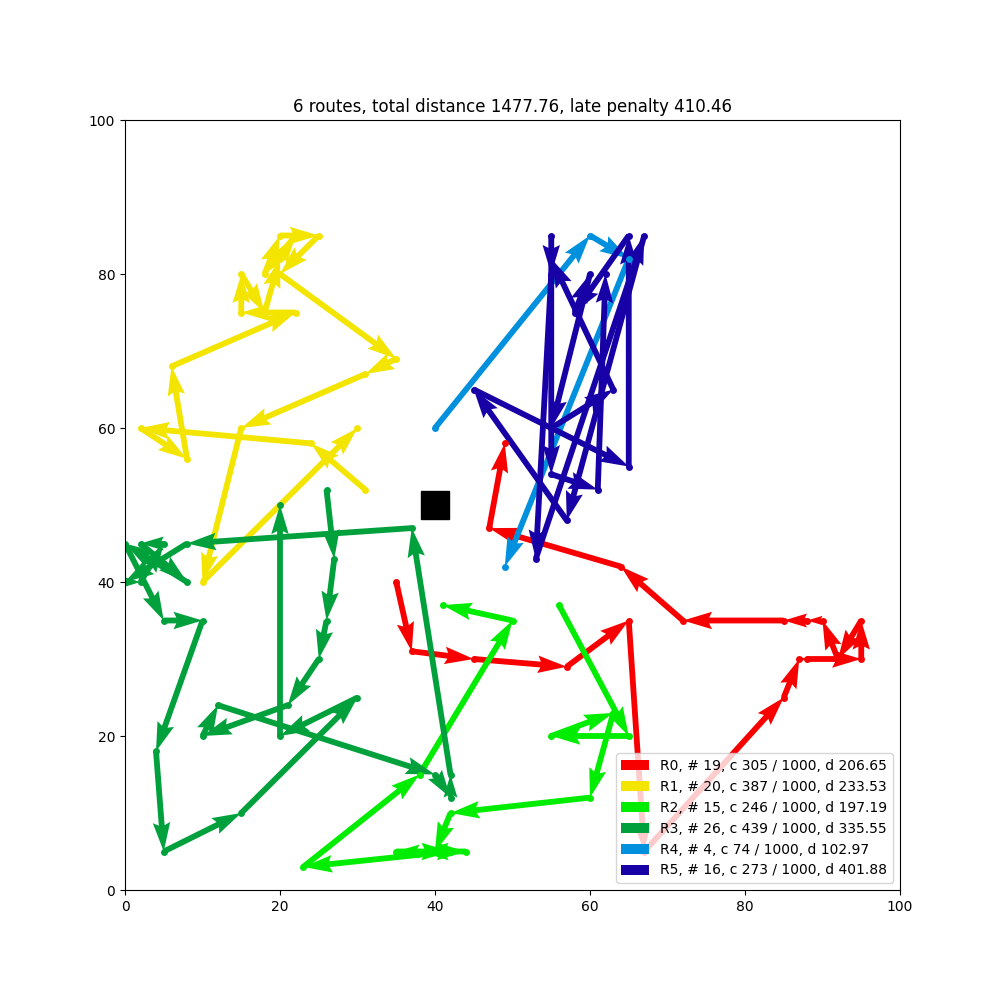 6 routes, total distance 1477.76, late penalty 410.46
100
80
60
40
20
0
0 20 40 60 80 100
R0, # 19, c 305 / 1000, d 206.65
R1, # 20, c 387 / 1000, d 233.53
R2, # 15, c 246 / 1000, d 197.19
R3, # 26, c 439 / 1000, d 335.55
R4, # 4, c 74 / 1000, d 102.97
R5, # 16, c 273 / 1000, d 401.88